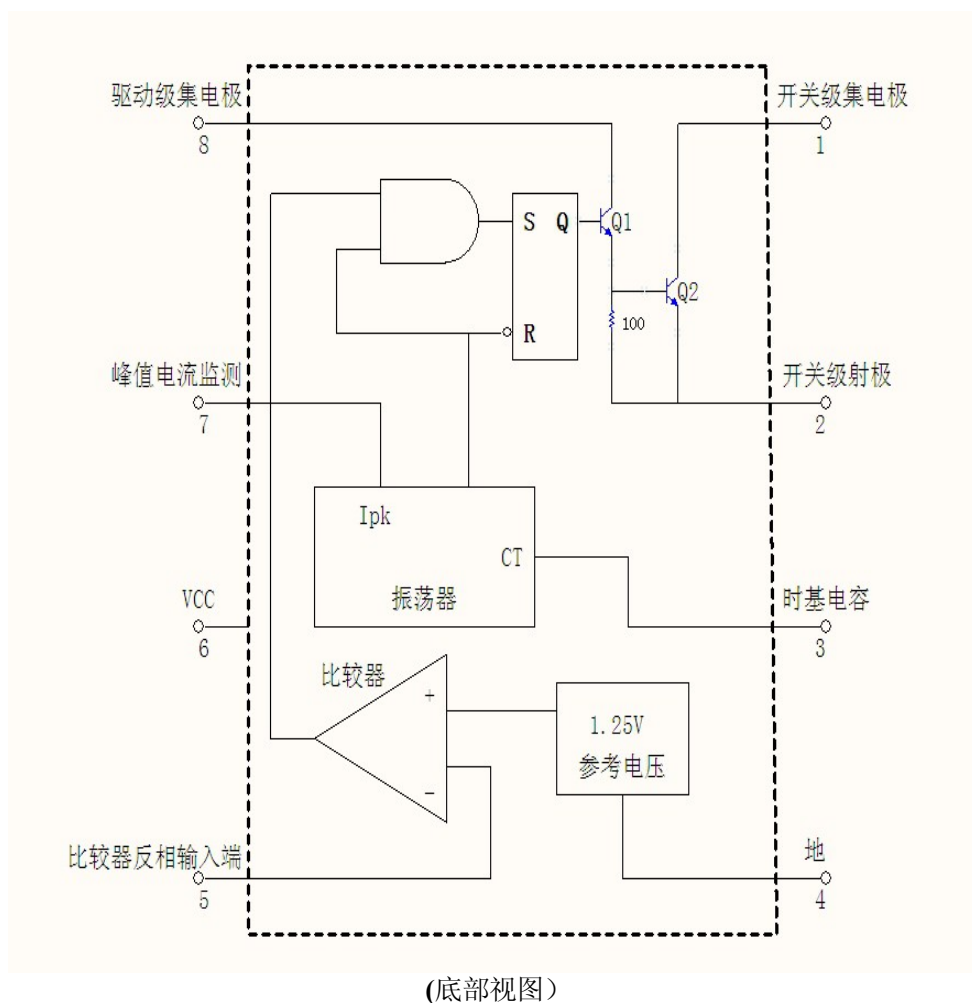 驱动级集电极
8
开关级集电极
1
S Q
Q1
Q2
R
100
峰值电流监测
7
开关级射极
2
Ipk
CT
振荡器
VCC
6
时基电容
3
比较器
+
-
1.25V
参考电压
比较器反相输入端
5
地
4
(底部视图）